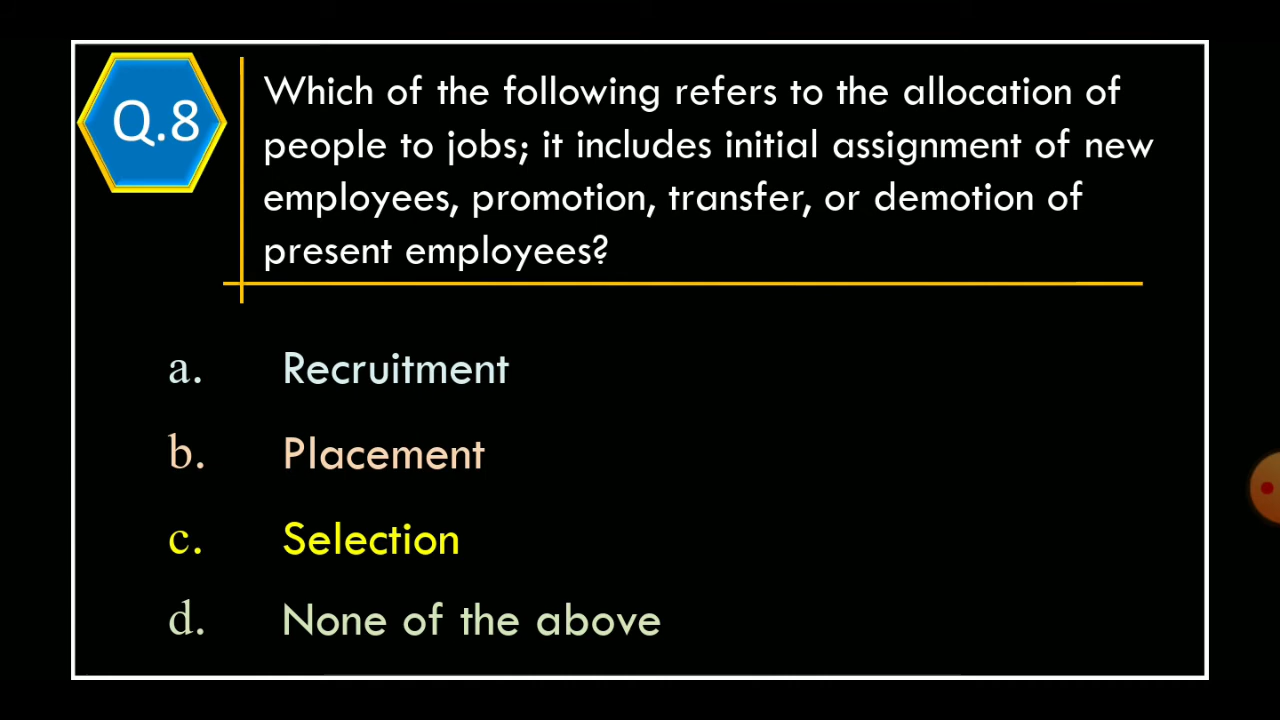 Q.8
Which of the following refers to the allocation of
people to jobs; it includes initial assignment of new
employees, promotion, transfer, or demotion of
present employees?
a. Recruitment
b. Placement
c. Selection
d. None of the above